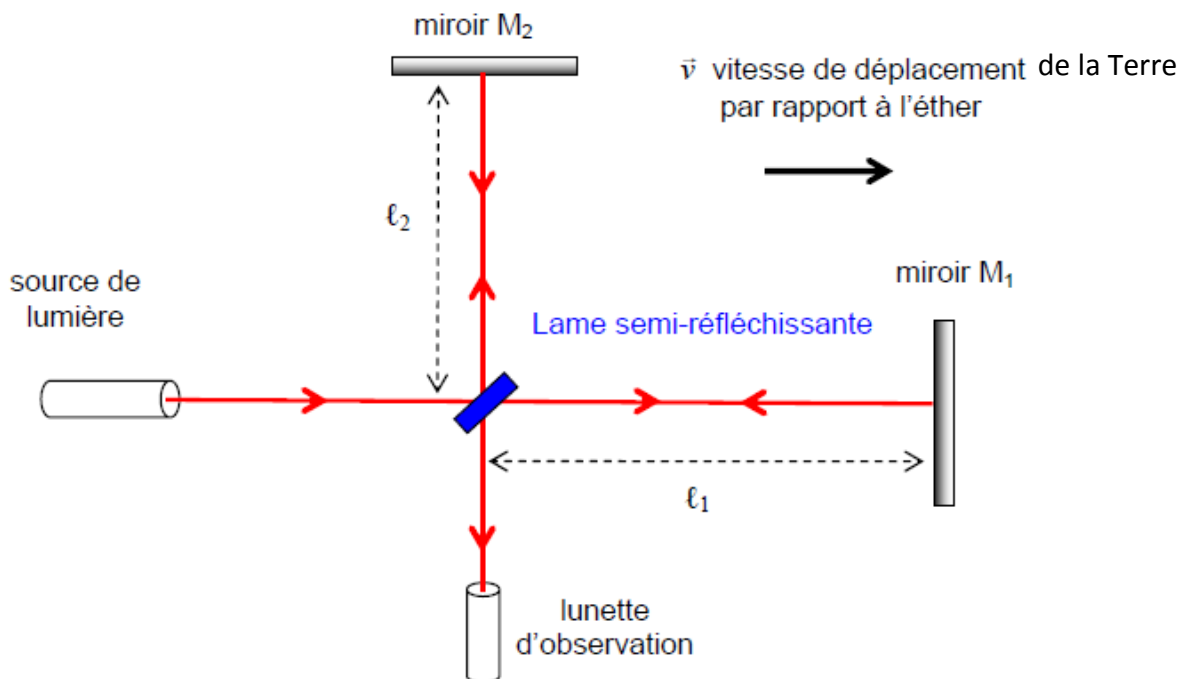 miroir M₂
v⃗ vitesse de déplacement de la Terre
par rapport à l'éther
ℓ₂
source de
lumière
miroir M₁
Lame semi-réfléchissante
ℓ₁
lunette
d'observation